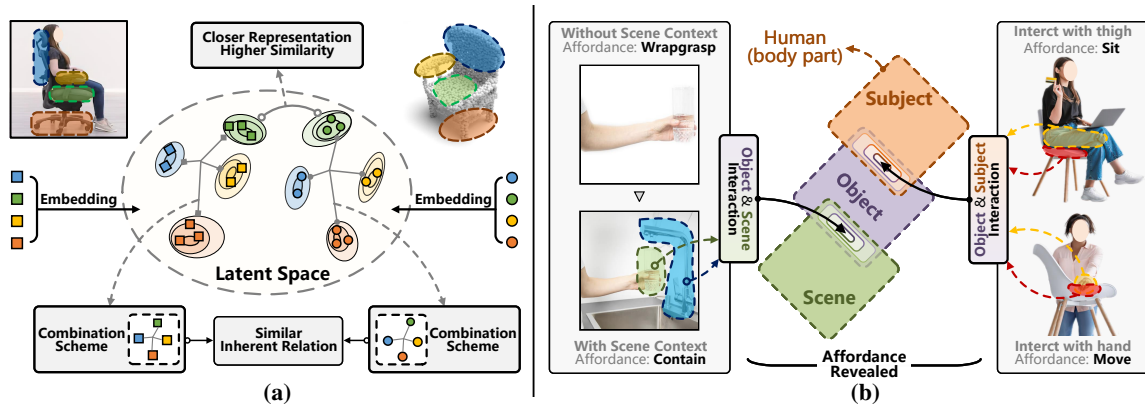 Closer Representation
Higher Similarity
Embedding
Embedding
Latent Space
Combination
Scheme
Similar
Inherent Relation
Combination
Scheme
(a)
Without Scene Context
Affordance: Wrapgrasp
With Scene Context
Affordance: Contain
Object & Scene
Interaction
Human
(body part)
Subject
Object
Scene
Affordance
Revealed
Object & Subject
Interaction
Interct with thigh
Affordance: Sit
Interct with hand
Affordance: Move
(b)